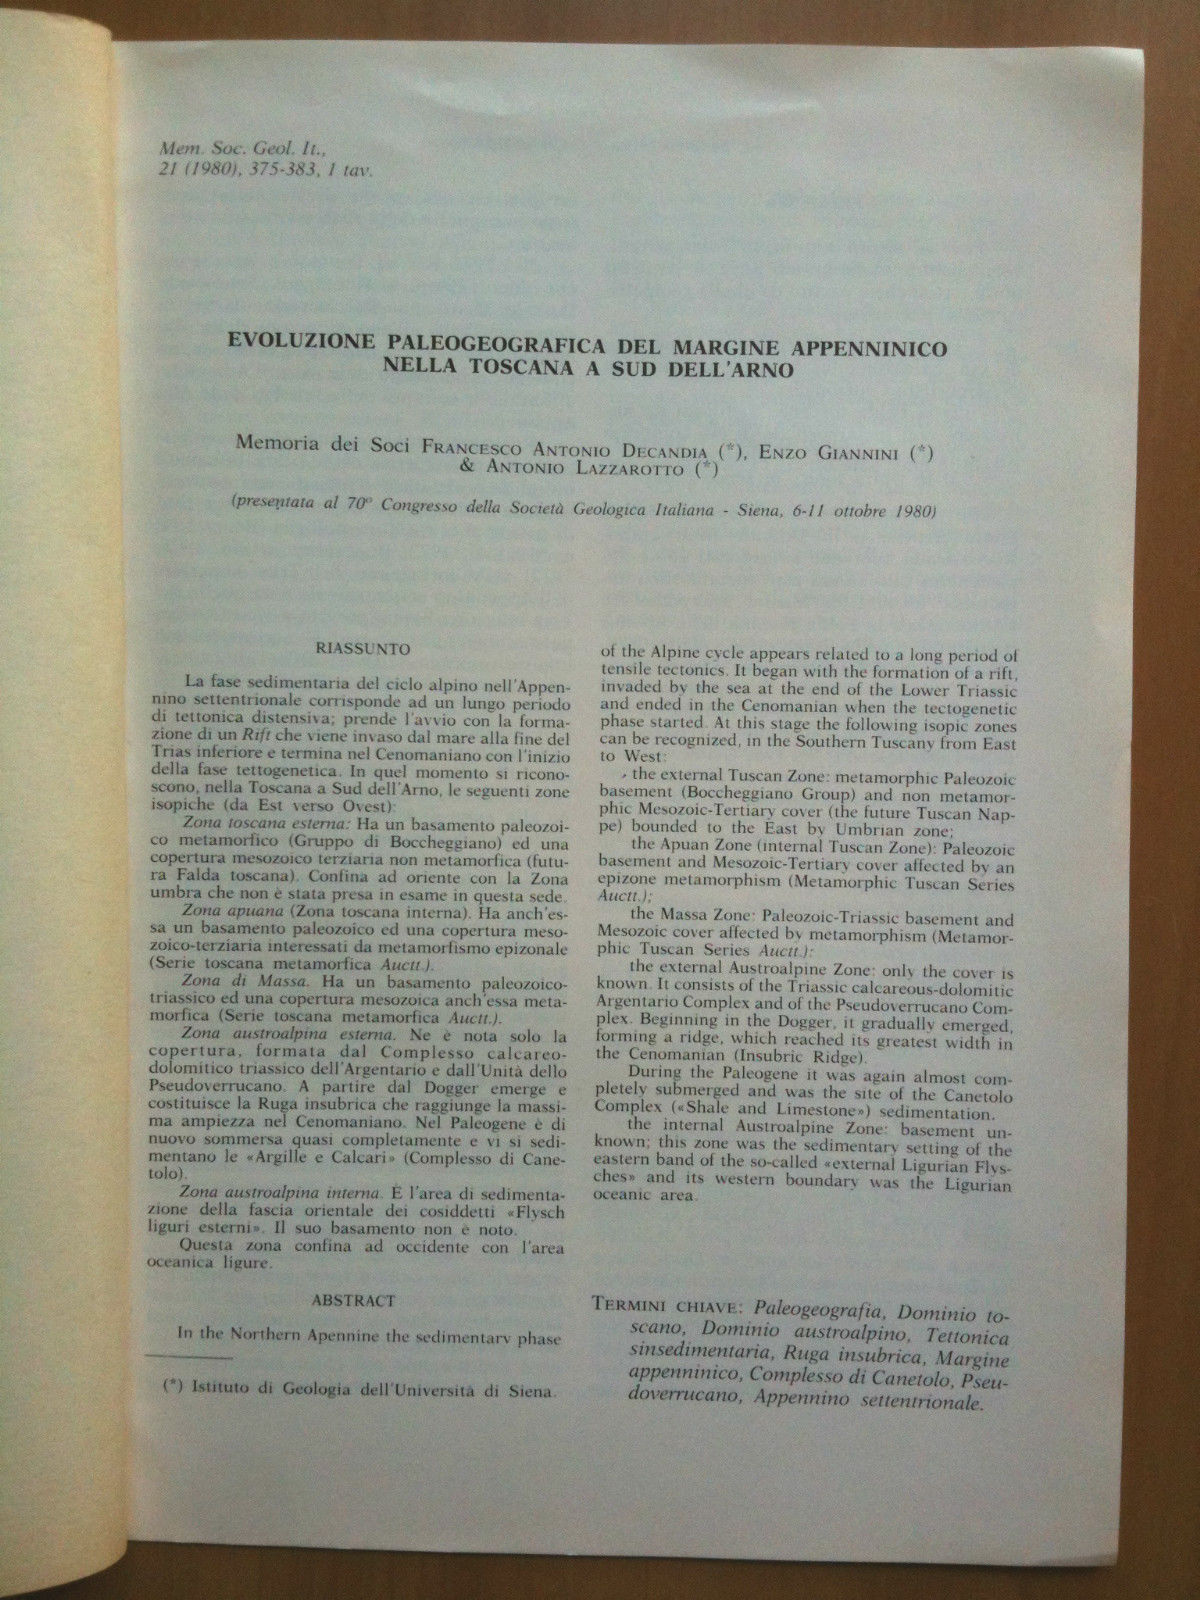 Mem. Soc. Geol. It.,
21 (1980), 375-383, 1 tav.
EVOLUZIONE PALEOGEOGRAFICA DEL MARGINE APPENNINICO
NELLA TOSCANA A SUD DELL'ARNO
Memoria dei Soci FRANCESCO ANTONIO DECANDIA (*), ENZO GIANNINI (*)
& ANTONIO LAZZAROTTO (*)
(presentata al 70º Congresso della Società Geologica Italiana - Siena, 6-11 ottobre 1980)
RIASSUNTO
La fase sedimentaria del ciclo alpino nell'Appen-
nino settentrionale corrisponde ad un lungo periodo
di tettonica distensiva; prende l'avvio con la forma-
zione di un Rift che viene invaso dal mare alla fine del
Trias inferiore e termina nel Cenomaniano con l'inizio
della fase tettogenetica. In quel momento si ricono-
scono, nella Toscana a Sud dell'Arno, le seguenti zone
isopiche (da Est verso Ovest):
Zona toscana esterna: Ha un basamento paleozoi-
co metamorfico (Gruppo di Boccheggiano) ed una
copertura mesozoico terziaria non metamorfica (futu-
ra Falda toscana). Confina ad oriente con la Zona
umbra che non è stata presa in esame in questa sede.
Zona apuana (Zona toscana interna). Ha anch'es-
sa un basamento paleozoico ed una copertura meso-
zoico-terziaria interessati da metamorfismo epizonale
(Serie toscana metamorfica Auctt.).
Zona di Massa. Ha un basamento paleozoico-
triassico ed una copertura mesozoica anch'essa meta-
morfica (Serie toscana metamorfica Auctt.).
Zona austroalpina esterna. Ne è nota solo la
copertura, formata dal Complesso calcareo-
dolomitico triassico dell'Argentario e dall'Unità dello
Pseudoverrucano. A partire dal Dogger emerge e
costituisce la Ruga insubrica che raggiunge la massi-
ma ampiezza nel Cenomaniano. Nel Paleogene è di
nuovo sommersa quasi completamente e vi si sedi-
mentano le «Argille e Calcari» (Complesso di Cane-
tolo).
Zona austroalpina interna. È l'area di sedimenta-
zione della fascia orientale dei cosiddetti «Flysch
liguri esterni». Il suo basamento non è noto.
Questa zona confina ad occidente con l'area
oceanica ligure.
ABSTRACT
In the Northern Apennine the sedimentary phase
(*) Istituto di Geologia dell'Università di Siena.
of the Alpine cycle appears related to a long period of
tensile tectonics. It began with the formation of a rift,
invaded by the sea at the end of the Lower Triassic
and ended in the Cenomanian when the tectogenetic
phase started. At this stage the following isopic zones
can be recognized, in the Southern Tuscany from East
to West:
the external Tuscan Zone: metamorphic Paleozoic
basement (Boccheggiano Group) and non metamor-
phic Mesozoic-Tertiary cover (the future Tuscan Nap-
pe) bounded to the East by Umbrian zone;
the Apuan Zone (internal Tuscan Zone): Paleozoic
basement and Mesozoic-Tertiary cover affected by an
epizone metamorphism (Metamorphic Tuscan Series
Auctt.);
the Massa Zone: Paleozoic-Triassic basement and
Mesozoic cover affected by metamorphism (Metamor-
phic Tuscan Series Auctt.):
the external Austroalpine Zone: only the cover is
known. It consists of the Triassic calcareous-dolomitic
Argentario Complex and of the Pseudoverrucano Com-
plex. Beginning in the Dogger, it gradually emerged,
forming a ridge, which reached its greatest width in
the Cenomanian (Insubric Ridge).
During the Paleogene it was again almost com-
pletely submerged and was the site of the Canetolo
Complex («Shale and Limestone») sedimentation.
the internal Austroalpine Zone: basement un-
known; this zone was the sedimentary setting of the
eastern band of the so-called «external Ligurian Flys-
ches» and its western boundary was the Ligurian
oceanic area.
TERMINI CHIAVE: Paleogeografia, Dominio to-
scano, Dominio austroalpino, Tettonica
sinsedimentaria, Ruga insubrica, Margine
appenninico, Complesso di Canetolo, Pseu-
doverrucano, Appennino settentrionale.